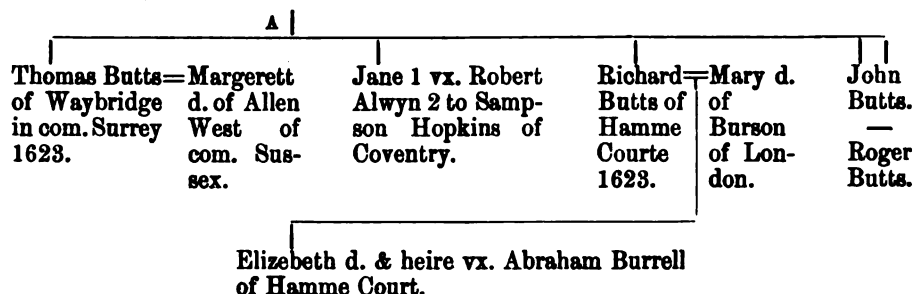 A
Thomas Butts=Margerett
of Waybridge
in com. Surrey
1623.
d. of Allen
West of
com. Sus-
sex.
Jane 1 vx. Robert
Alwyn 2 to Samp-
son Hopkins of
Coventry.
Richard=Mary d.
Butts of
Hamme
Courte
1623.
of
Burson
of Lon-
don.
John
Butts.
—
Roger
Butts.
Elizebeth d. & heire vx. Abraham Burrell
of Hamme Court.